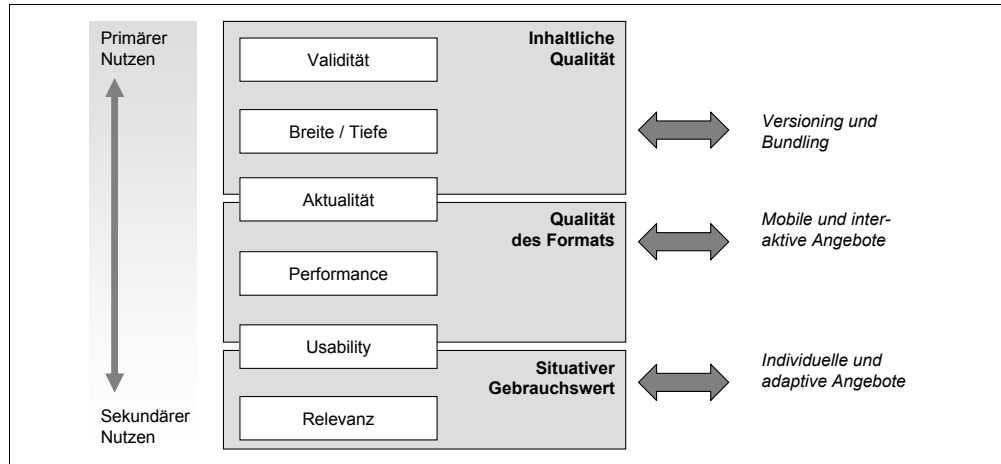 Primärer
Nutzen
Sekundärer
Nutzen
Inhaltliche
Qualität
Validität
Breite / Tiefe
Aktualität
Qualität
des Formats
Performance
Usability
Situativer
Gebrauchswert
Relevanz
Versioning und
Bundling
Mobile und inter-
aktive Angebote
Individuelle und
adaptive Angebote